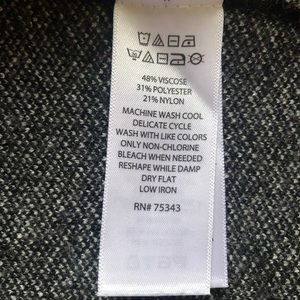 48% VISCOSE
31% POLYESTER
21% NYLON
MACHINE WASH COOL
DELICATE CYCLE
WASH WITH LIKE COLORS
ONLY NON-CHLORINE
BLEACH WHEN NEEDED
RESHAPE WHILE DAMP
DRY FLAT
LOW IRON
RN# 75343